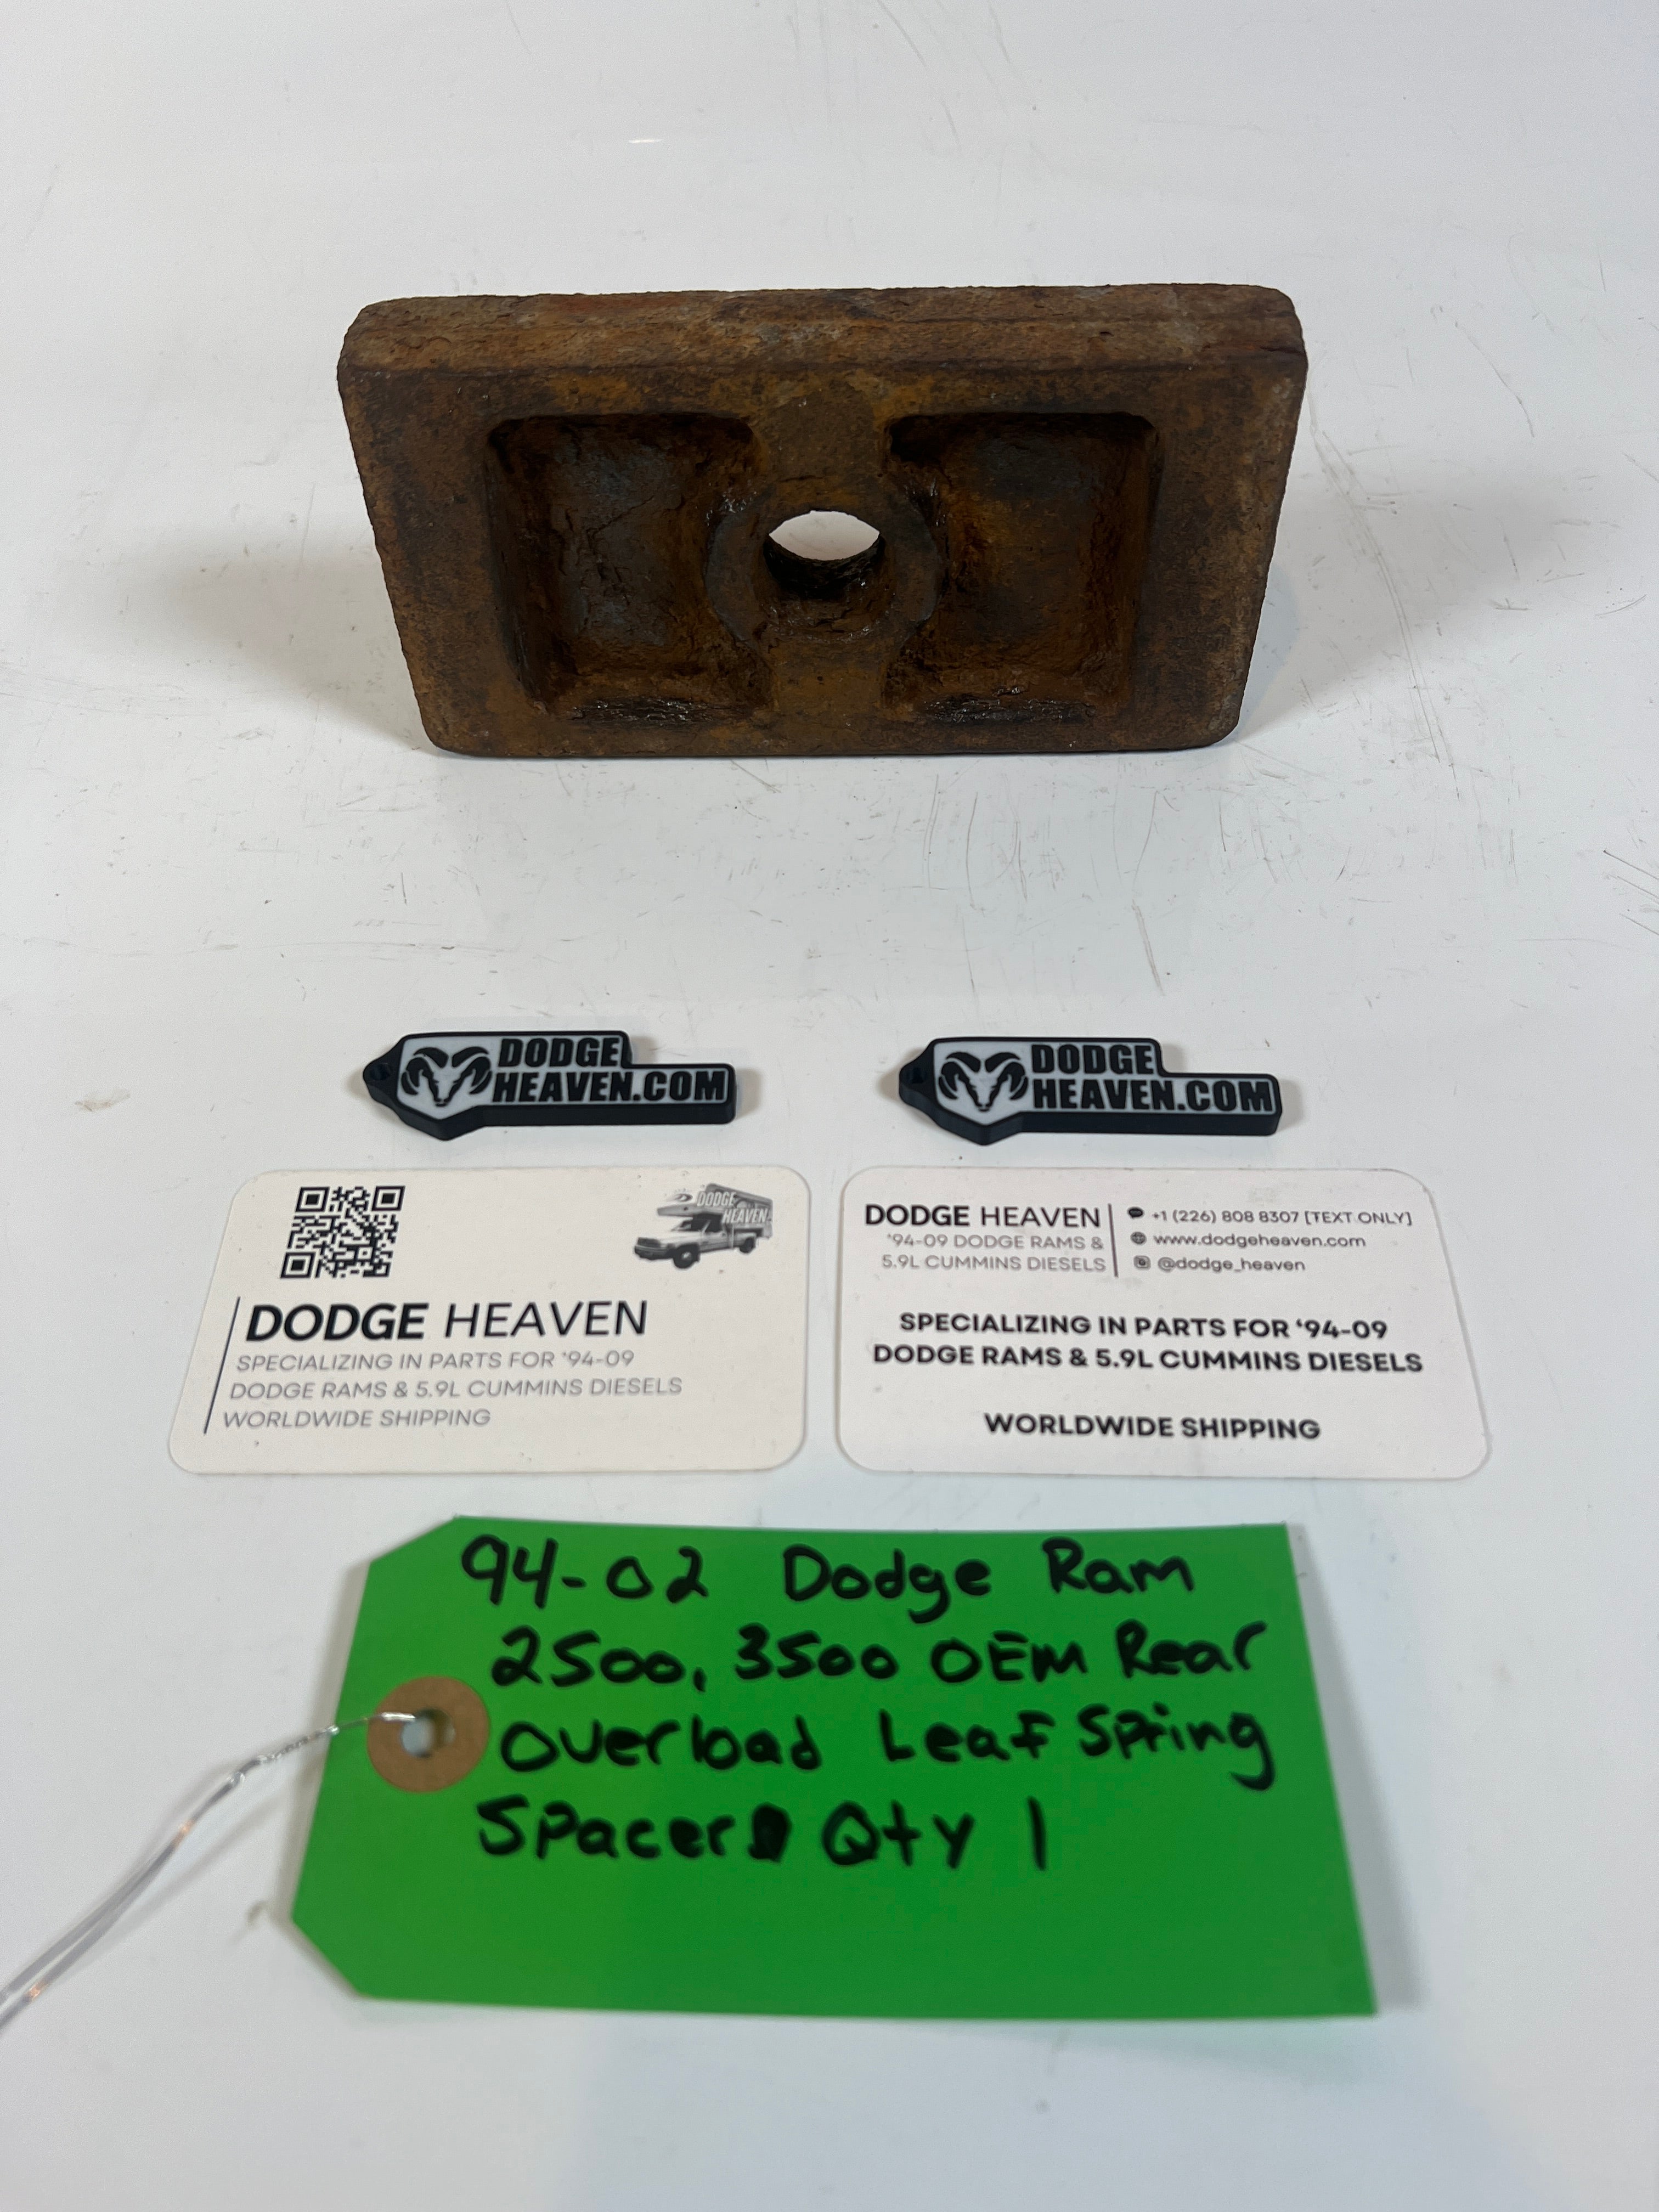 DODGE
HEAVEN.COM
DODGE
HEAVEN.COM
DODGE
HEAVEN
DODGE HEAVEN
SPECIALIZING IN PARTS FOR '94-09
DODGE RAMS & 5.9L CUMMINS DIESELS
WORLDWIDE SHIPPING
DODGE HEAVEN
'94-09 DODGE RAMS &
5.9L CUMMINS DIESELS
+1 (226) 808 8307 [TEXT ONLY]
www.dodgeheaven.com
@dodge_heaven
SPECIALIZING IN PARTS FOR '94-09
DODGE RAMS & 5.9L CUMMINS DIESELS
WORLDWIDE SHIPPING
94-02 Dodge Ram
2500, 3500 OEM Rear
Overload Leaf Spring
Spacer Qty 1